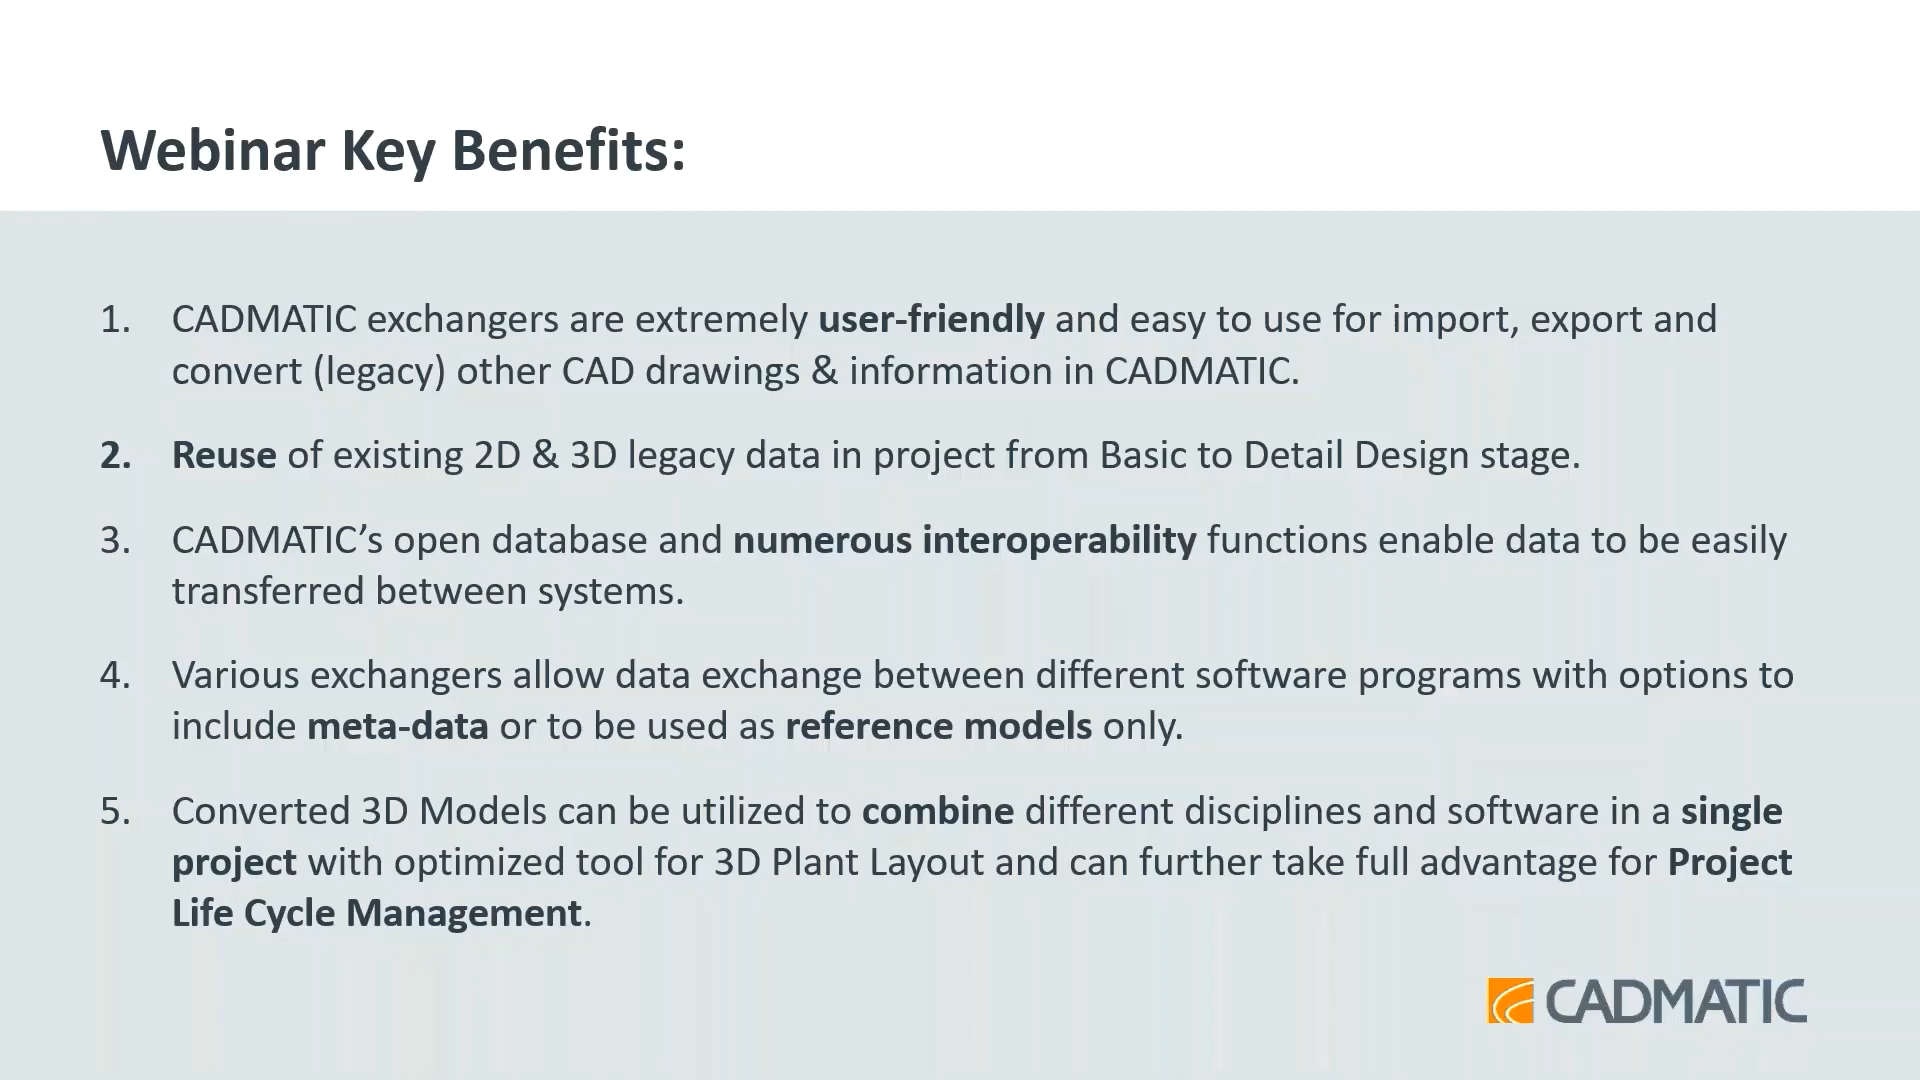 Webinar Key Benefits:
1. CADMATIC exchangers are extremely user-friendly and easy to use for import, export and
convert (legacy) other CAD drawings & information in CADMATIC.
2. Reuse of existing 2D & 3D legacy data in project from Basic to Detail Design stage.
3. CADMATIC’s open database and numerous interoperability functions enable data to be easily
transferred between systems.
4. Various exchangers allow data exchange between different software programs with options to
include meta-data or to be used as reference models only.
5. Converted 3D Models can be utilized to combine different disciplines and software in a single
project with optimized tool for 3D Plant Layout and can further take full advantage for Project
Life Cycle Management.
CADMATIC